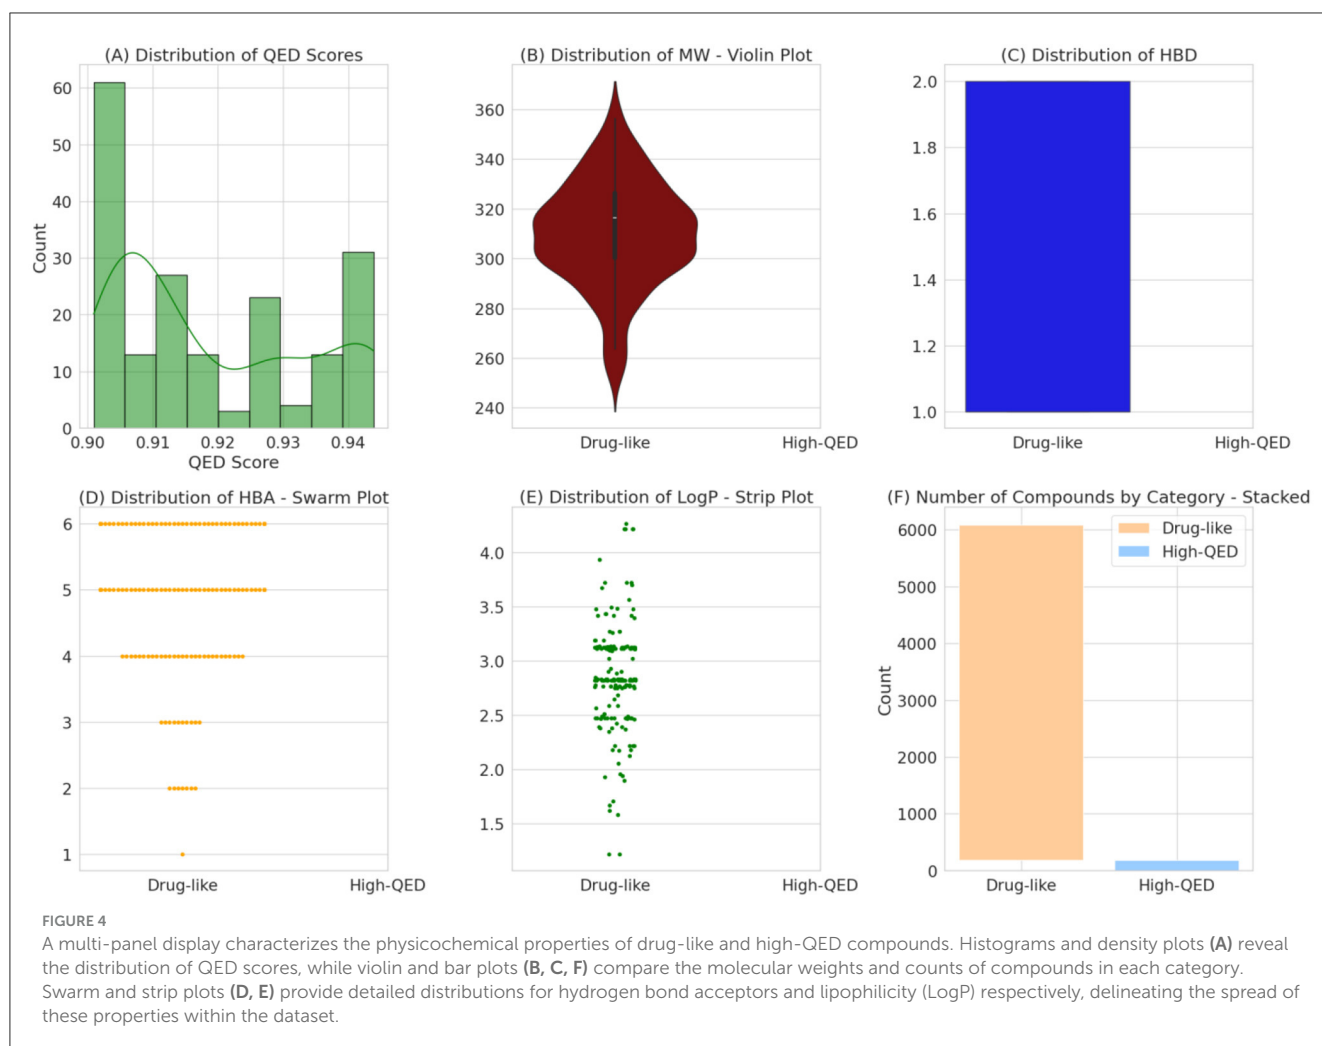 (A) Distribution of QED Scores
60
50
40
30
20
10
0
Count
0.90 0.91 0.92 0.93 0.94
QED Score
(B) Distribution of MW - Violin Plot
360
340
320
300
280
260
240
Drug-like High-QED
(C) Distribution of HBD
2.0
1.8
1.6
1.4
1.2
1.0
Drug-like High-QED
(D) Distribution of HBA - Swarm Plot
6
5
4
3
2
1
Drug-like High-QED
(E) Distribution of LogP - Strip Plot
4.0
3.5
3.0
2.5
2.0
1.5
Drug-like High-QED
(F) Number of Compounds by Category - Stacked
6000
5000
4000
3000
2000
1000
0
Count
Drug-like
High-QED
Drug-like High-QED
FIGURE 4
A multi-panel display characterizes the physicochemical properties of drug-like and high-QED compounds. Histograms and density plots (A) reveal
the distribution of QED scores, while violin and bar plots (B, C, F) compare the molecular weights and counts of compounds in each category.
Swarm and strip plots (D, E) provide detailed distributions for hydrogen bond acceptors and lipophilicity (LogP) respectively, delineating the spread of
these properties within the dataset.